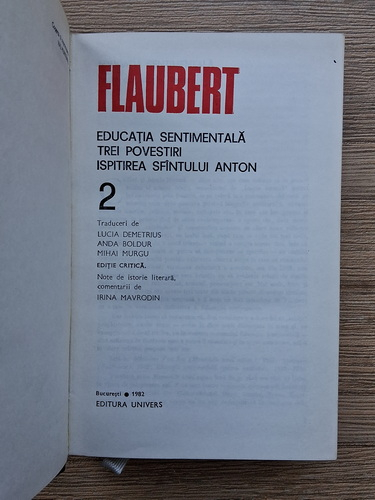 FLAUBERT
EDUCAȚIA SENTIMENTALĂ
TREI POVESTIRI
ISPITIREA SFÎNTULUI ANTON
2
Traduceri de
LUCIA DEMETRIUS
ANDA BOLDUR
MIHAI MURGU
EDIȚIE CRITICĂ.
Note de istorie literară,
comentarii de
IRINA MAVRODIN
București ● 1982
EDITURA UNIVERS